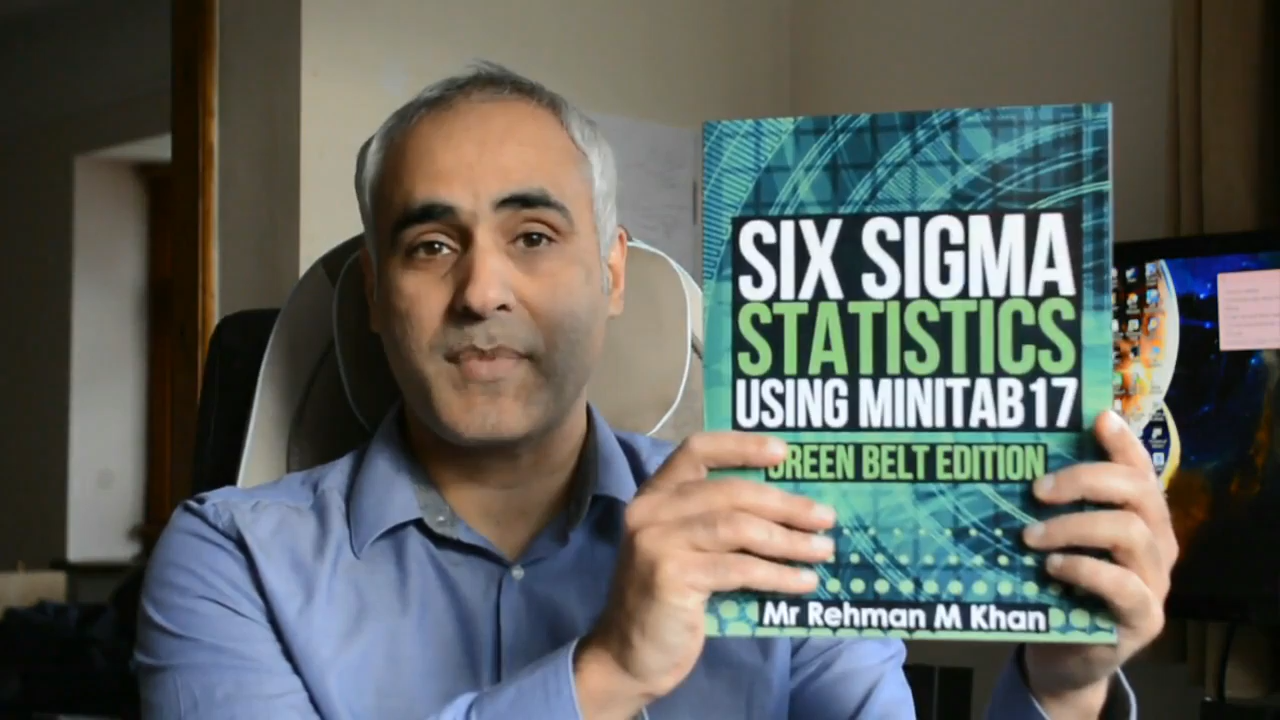 SIX SIGMA
STATISTICS
USING MINITAB 17
GREEN BELT EDITION
Mr Rehman M Khan